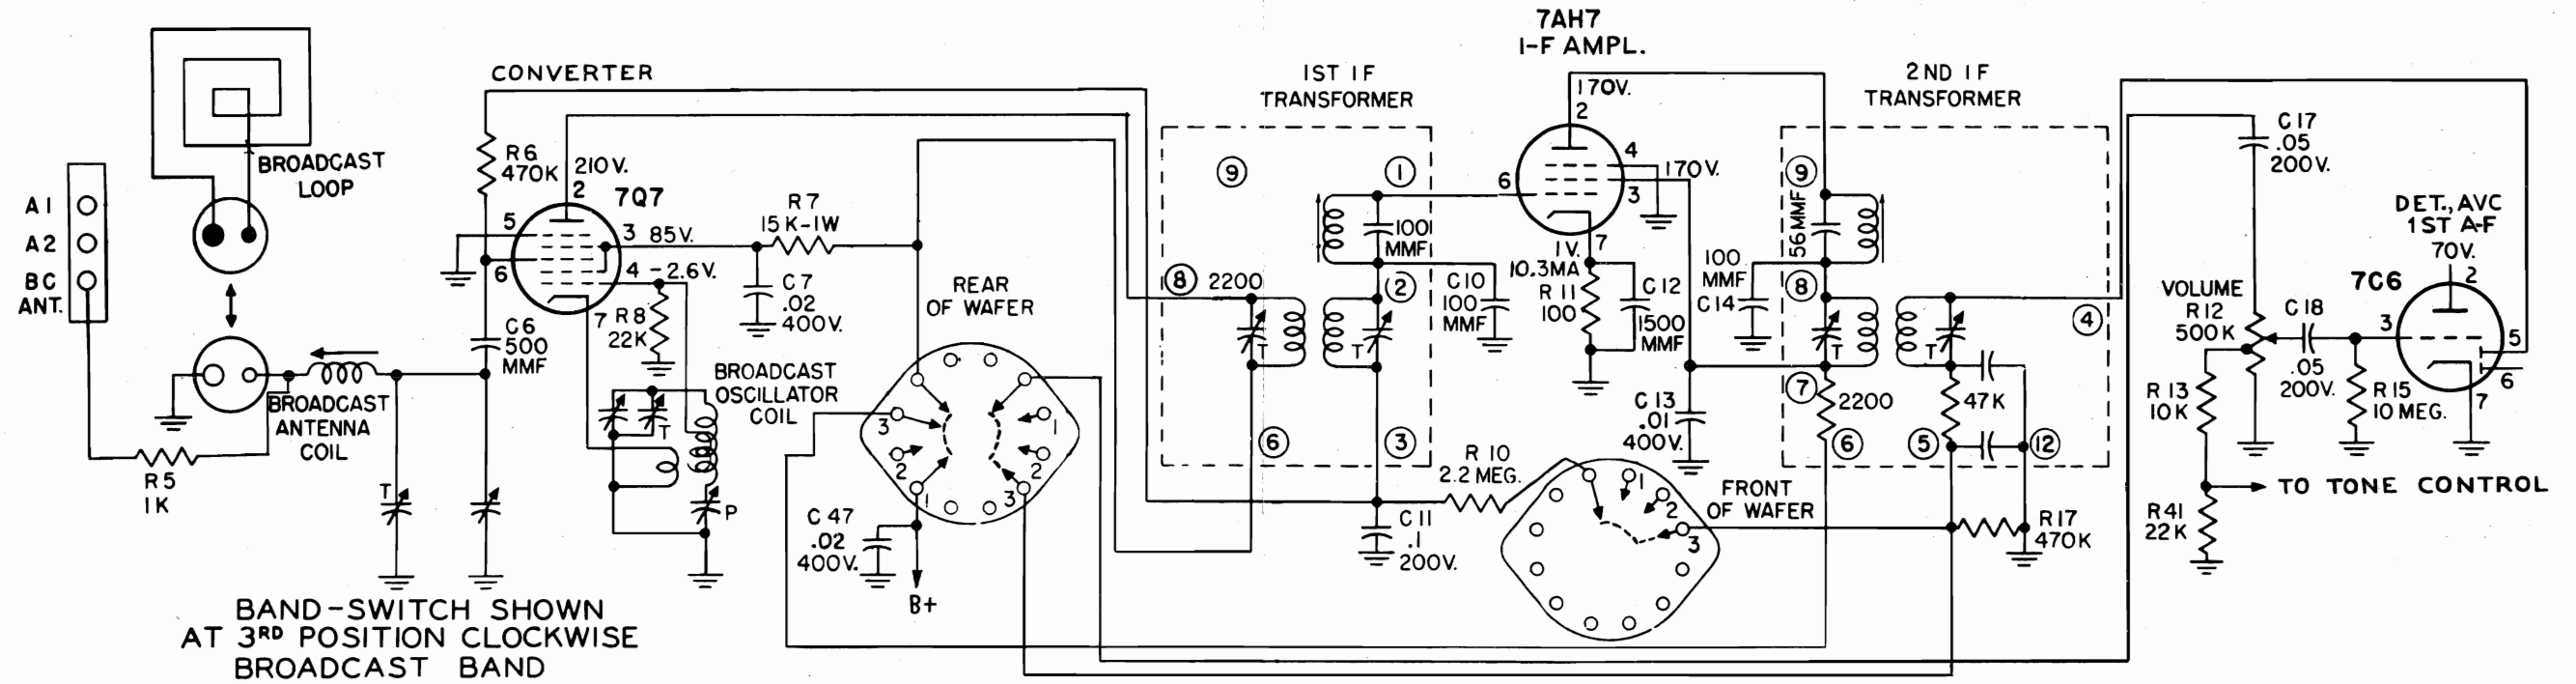 7AH7
I-F AMPL.
CONVERTER
1ST IF
TRANSFORMER
2ND IF
TRANSFORMER
BROADCAST
LOOP
A1
A2
BC
ANT.
R6
470K
210V.
2
7Q7
5
6
3
85V.
4
-2.6V.
7
R7
15K-1W
R8
22K
C7
.02
400V.
C6
500
MMF
BROADCAST
ANTENNA
COIL
R5
1K
T
BROADCAST
OSCILLATOR
COIL
T
P
REAR
OF WAFER
3
2
1
1
2
3
C47
.02
400V.
B+
9
1
8
2200
100
MMF
2
T
T
6
3
C10
100
MMF
170V.
2
6
4
3
170V.
7
1V.
10.3MA
R11
100
C12
1500
MMF
R10
2.2 MEG.
C11
.1
200V.
100
MMF
C14
C13
.01
400V.
9
56MMF
8
T
T
7
2200
6
47K
5
12
4
FRONT
OF WAFER
1
2
3
R17
470K
C17
.05
200V.
DET., AVC
1ST A-F
70V.
2
7C6
3
5
6
7
VOLUME
R12
500K
C18
.05
200V.
R13
10K
R15
10 MEG.
TO TONE CONTROL
R41
22K
BAND-SWITCH SHOWN
AT 3RD POSITION CLOCKWISE
BROADCAST BAND